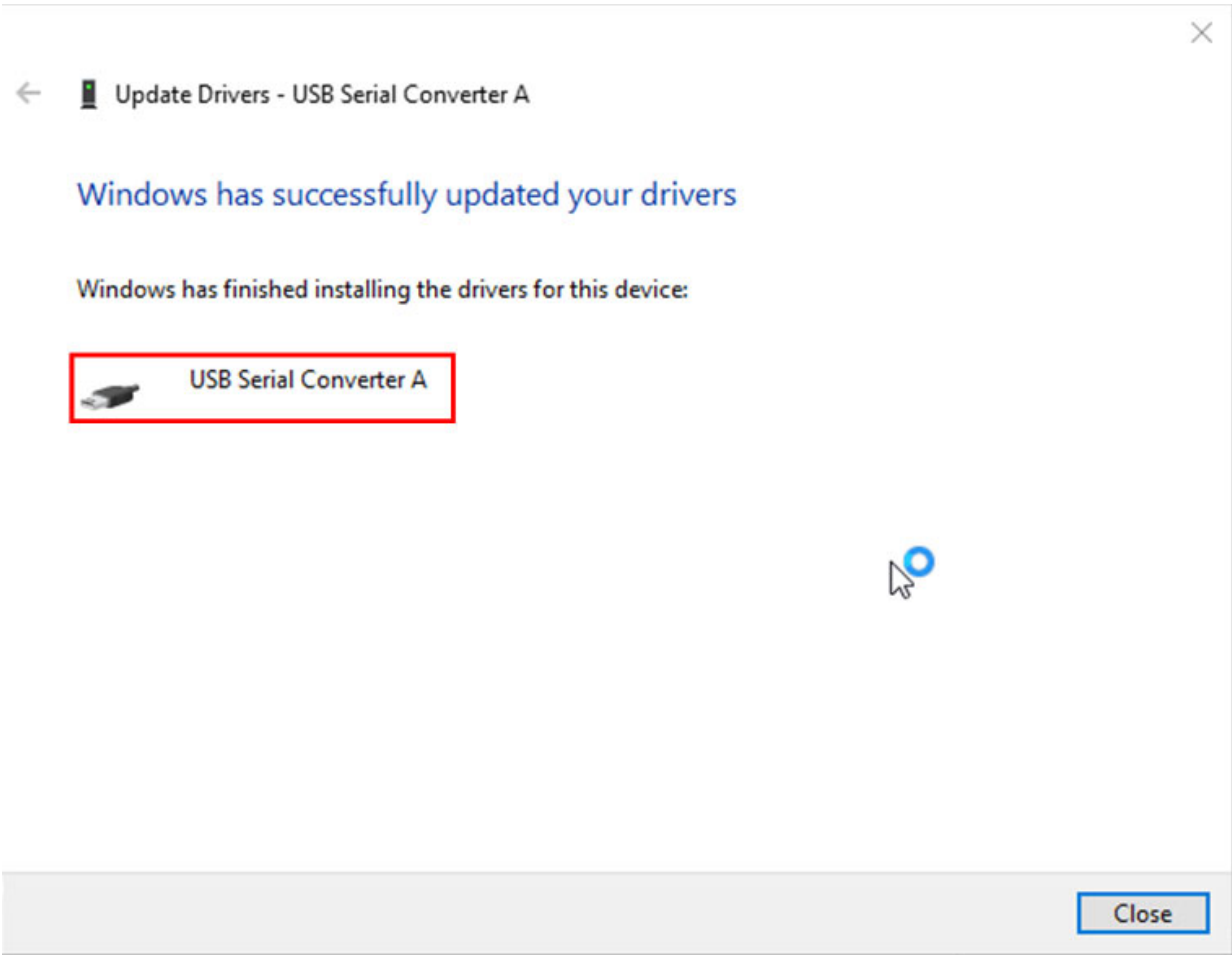 Update Drivers - USB Serial Converter A
Windows has successfully updated your drivers
Windows has finished installing the drivers for this device:
USB Serial Converter A
Close